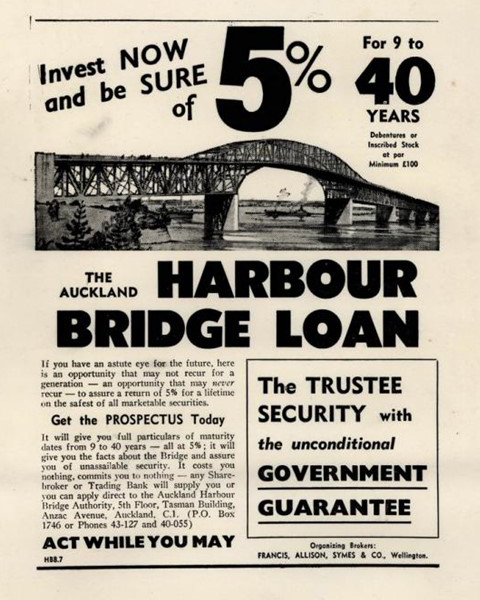 Invest NOW
and be SURE
of
5%
For 9 to
40
YEARS
Debentures or
Inscribed Stock
at par
Minimum £100
THE
AUCKLAND
HARBOUR
BRIDGE LOAN
If you have an astute eye for the future, here
is an opportunity that may not recur for a
generation — an opportunity that may never
recur — to assure a return of 5% for a lifetime
on the safest of all marketable securities.
Get the PROSPECTUS Today
It will give you full particulars of maturity
dates from 9 to 40 years — all at 5%; it will
give you the facts about the Bridge and assure
you of unassailable security. It costs you
nothing, commits you to nothing — any Share-
broker or Trading Bank will supply you or
you can apply direct to the Auckland Harbour
Bridge Authority, 5th Floor, Tasman Building,
Anzac Avenue, Auckland, C.1. (P.O. Box
1746 or Phones 43-127 and 40-055)
ACT WHILE YOU MAY
HBB.7
The TRUSTEE
SECURITY with
the unconditional
GOVERNMENT
GUARANTEE
Organizing Brokers:
FRANCIS, ALLISON, SYMES & CO., Wellington.